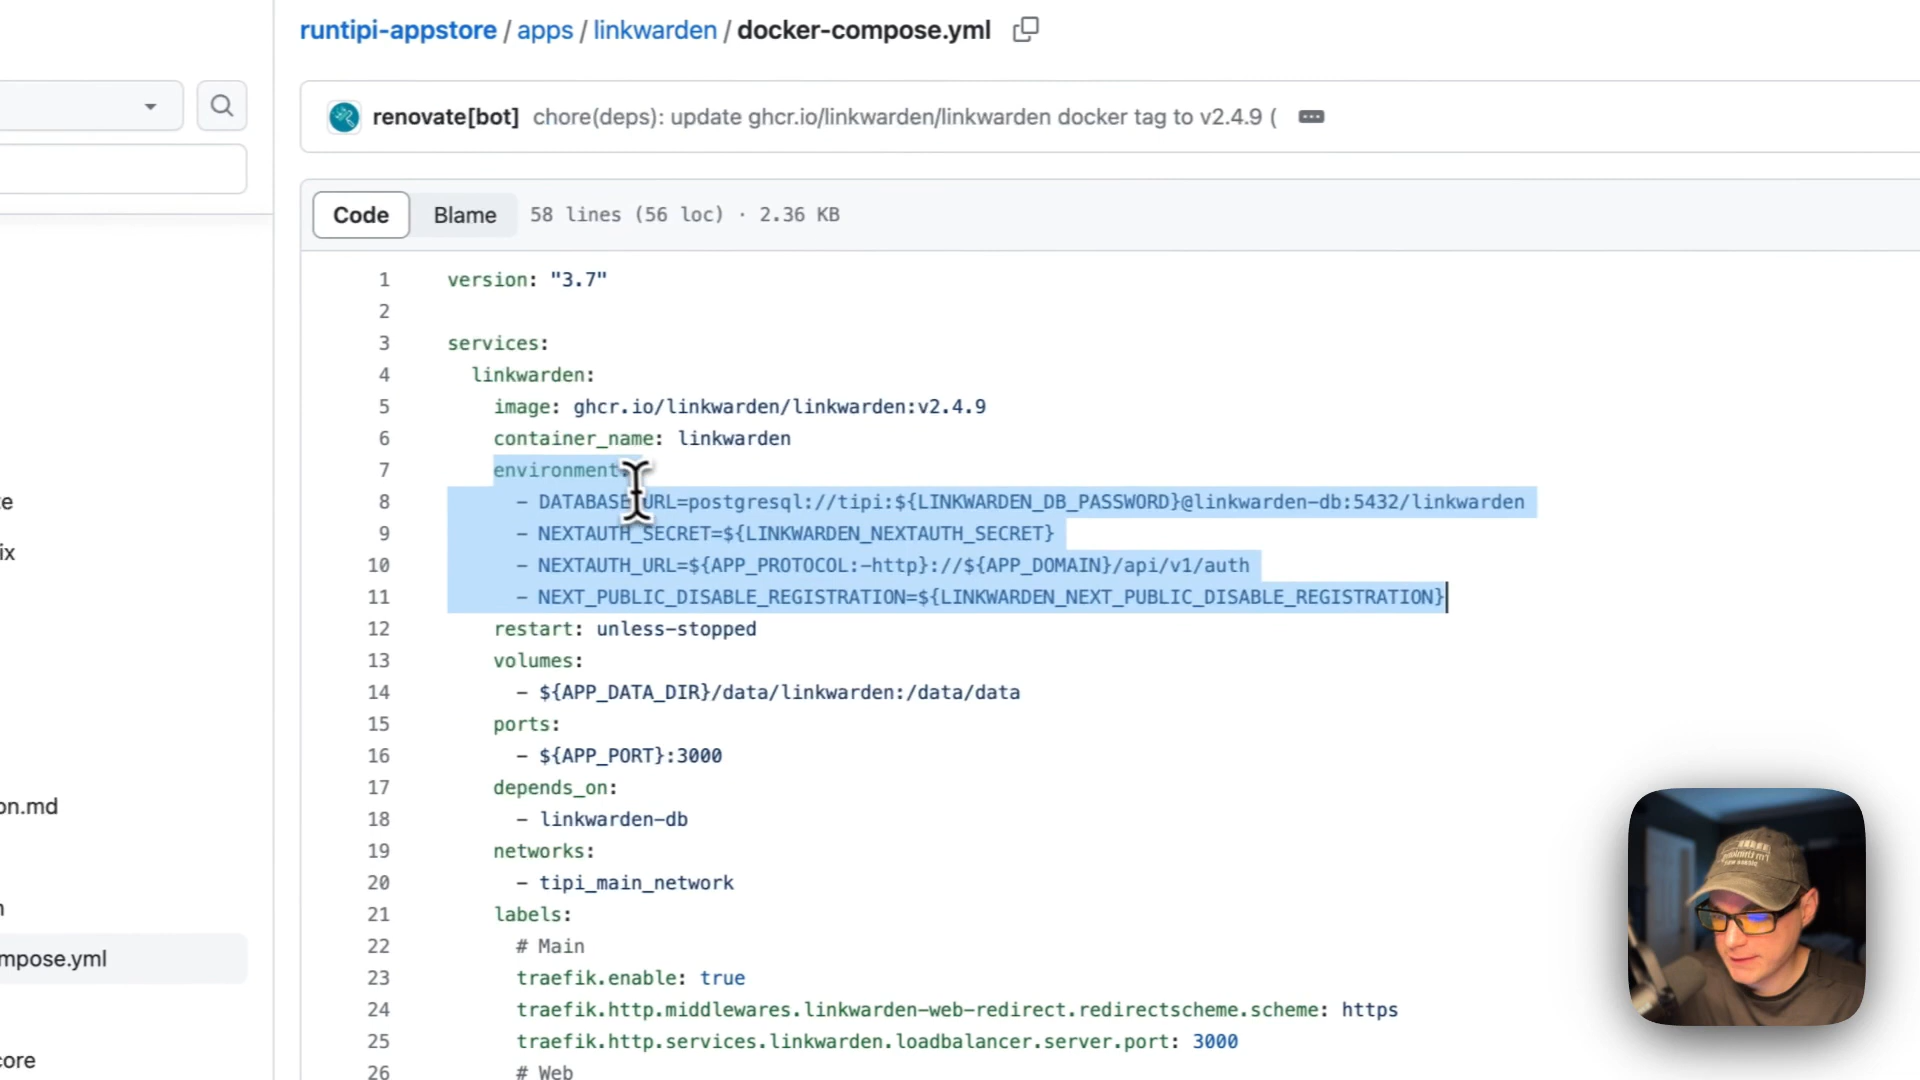 runtipi-appstore / apps / linkwarden / docker-compose.yml
renovate[bot] chore(deps): update ghcr.io/linkwarden/linkwarden docker tag to v2.4.9 (
Code Blame 58 lines (56 loc) · 2.36 KB
1 version: "3.7"
2
3 services:
4 linkwarden:
5 image: ghcr.io/linkwarden/linkwarden:v2.4.9
6 container_name: linkwarden
7 environment:
8 - DATABASE_URL=postgresql://tipi:${LINKWARDEN_DB_PASSWORD}@linkwarden-db:5432/linkwarden
9 - NEXTAUTH_SECRET=${LINKWARDEN_NEXTAUTH_SECRET}
10 - NEXTAUTH_URL=${APP_PROTOCOL:-http}://${APP_DOMAIN}/api/v1/auth
11 - NEXT_PUBLIC_DISABLE_REGISTRATION=${LINKWARDEN_NEXT_PUBLIC_DISABLE_REGISTRATION}
12 restart: unless-stopped
13 volumes:
14 - ${APP_DATA_DIR}/data/linkwarden:/data/data
15 ports:
16 - ${APP_PORT}:3000
17 depends_on:
18 - linkwarden-db
19 networks:
20 - tipi_main_network
21 labels:
22 # Main
23 traefik.enable: true
24 traefik.http.middlewares.linkwarden-web-redirect.redirectscheme.scheme: https
25 traefik.http.services.linkwarden.loadbalancer.server.port: 3000
26 # Web
te
ix
on.md
n
mpose.yml
core